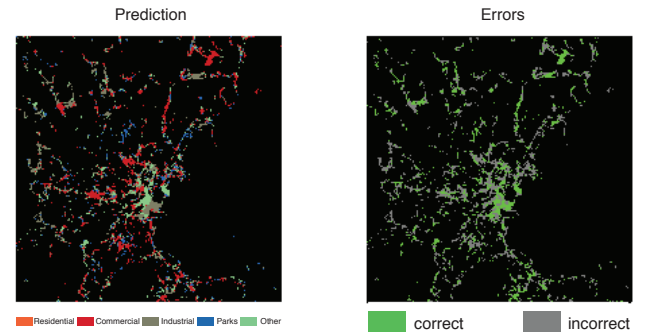 Prediction
Errors
Residential Commercial Industrial Parks Other
correct incorrect